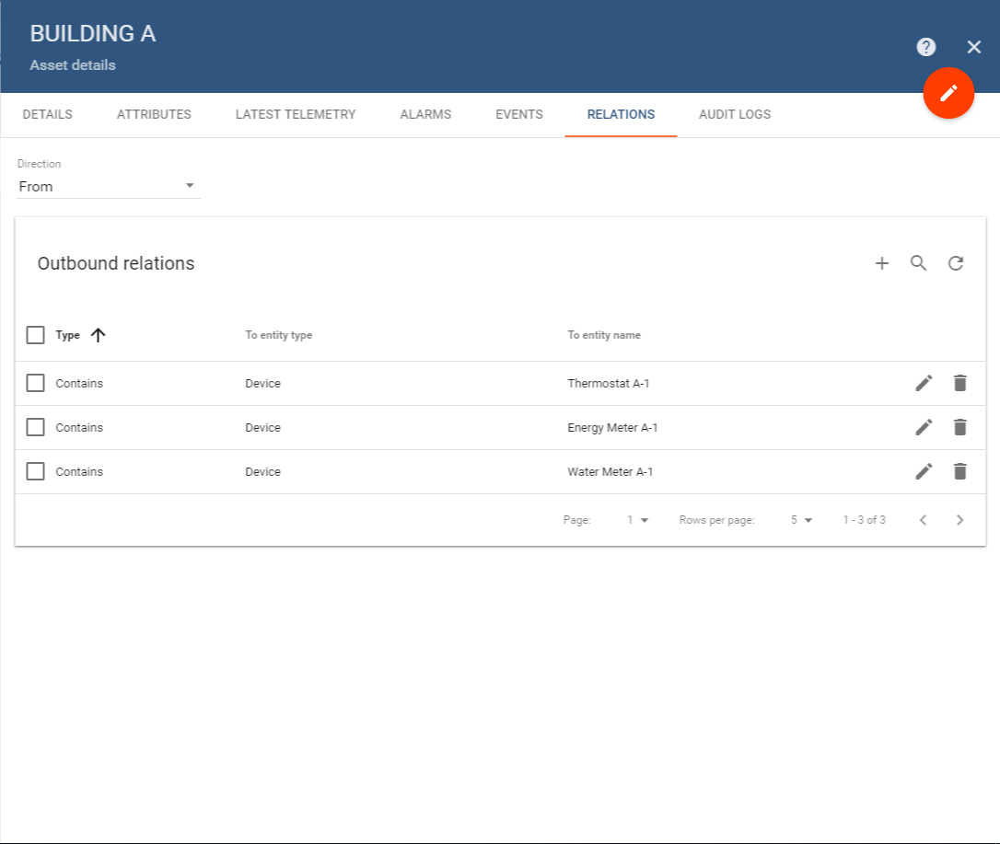 BUILDING A
Asset details
DETAILS ATTRIBUTES LATEST TELEMETRY ALARMS EVENTS RELATIONS AUDIT LOGS
Direction
From
Outbound relations
Type To entity type To entity name
Contains Device Thermostat A-1
Contains Device Energy Meter A-1
Contains Device Water Meter A-1
Page: 1 Rows per page: 5 1 - 3 of 3